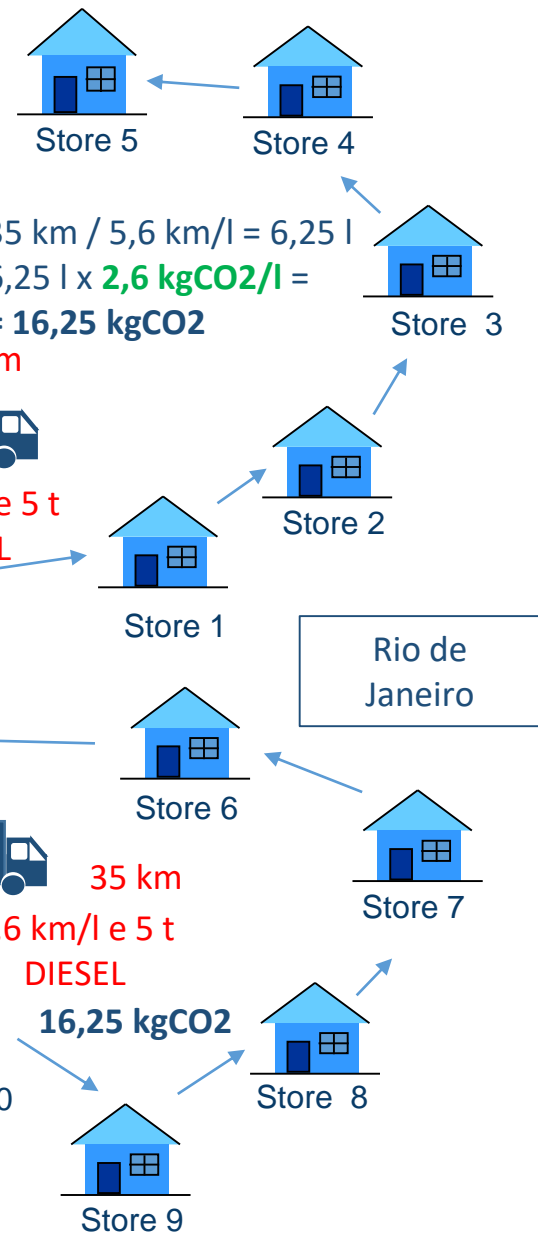 Store 5
Store 4
35 km / 5,6 km/l = 6,25 l
6,25 l x 2,6 kgCO2/l =
= 16,25 kgCO2
Store 3
m
e 5 t
L
Store 2
Store 1
Rio de
Janeiro
Store 6
35 km
,6 km/l e 5 t
DIESEL
Store 7
16,25 kgCO2
Store 8
0
Store 9